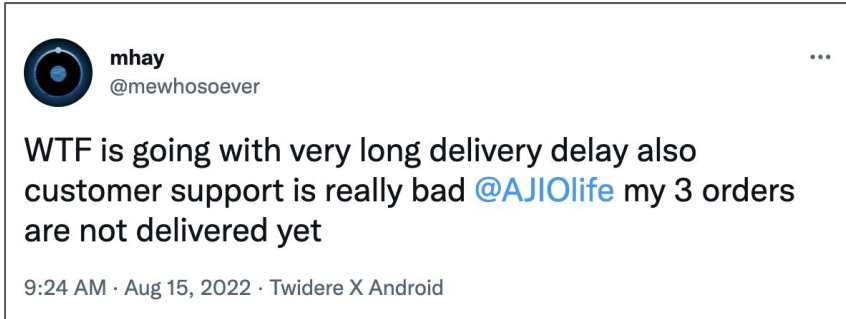 mhay
@mewhosoever
WTF is going with very long delivery delay also
customer support is really bad @AJIOlife my 3 orders
are not delivered yet
9:24 AM · Aug 15, 2022 · Twidere X Android